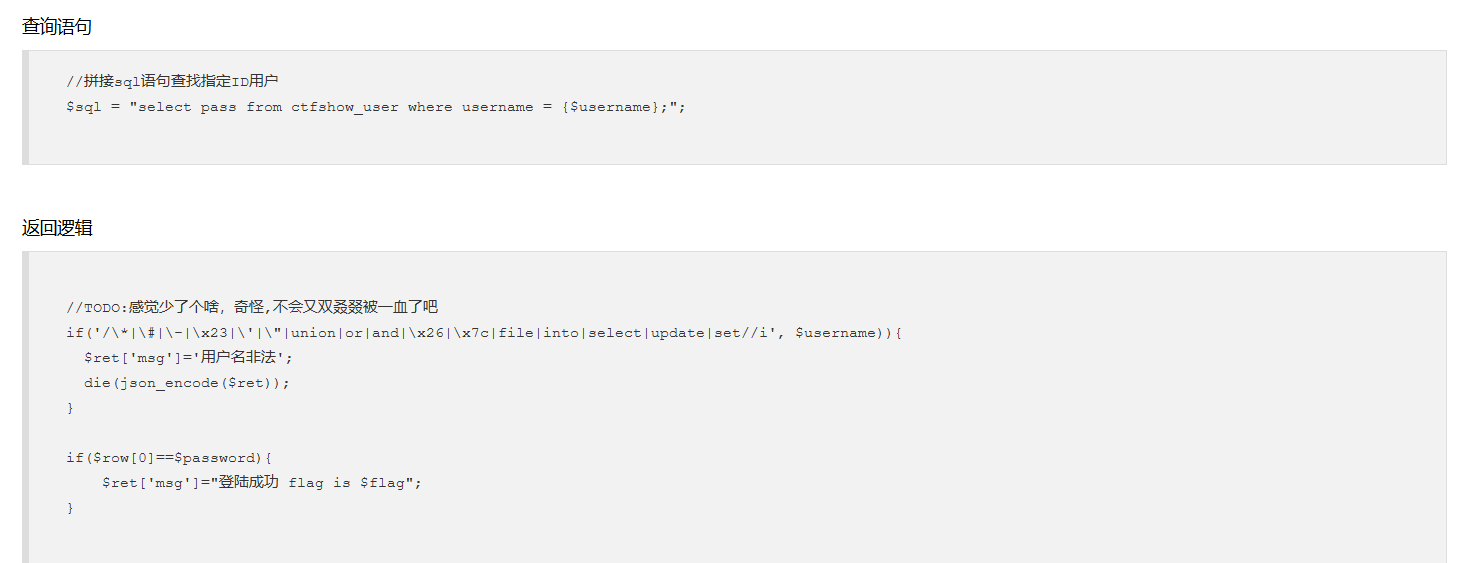 查询语句
//拼接sql语句查找指定ID用户
$sql = "select pass from ctfshow_user where username = {$username};";
返回逻辑
//TODO:感觉少了个啥，奇怪,不会又双叒叕被一血了吧
if('/\*|\#|\-|\x23|\'|\"|union|or|and|\x26|\x7c|file|into|select|update|set//i', $username)){
$ret['msg']='用户名非法';
die(json_encode($ret));
}
if($row[0]==$password){
$ret['msg']="登陆成功 flag is $flag";
}